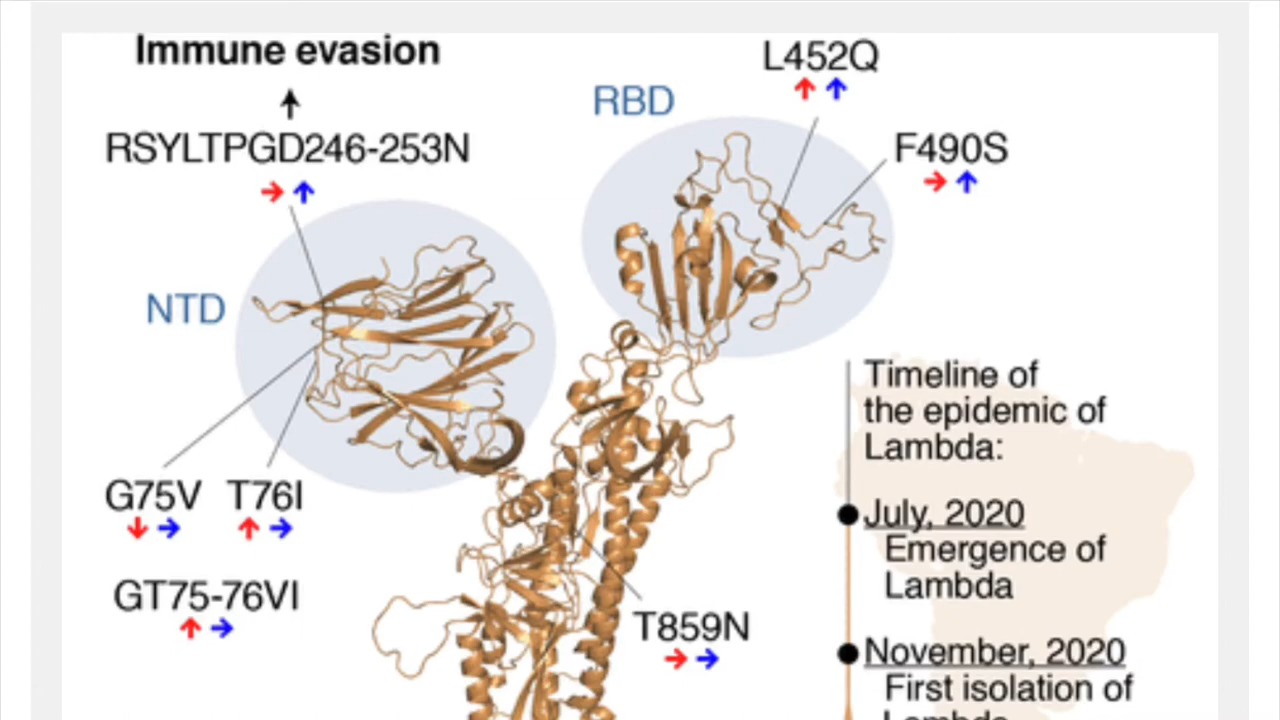 Immune evasion
RSYLTPGD246-253N
NTD
G75V T76I
GT75-76VI
RBD
L452Q
F490S
T859N
Timeline of
the epidemic of
Lambda:
July, 2020
Emergence of
Lambda
November, 2020
First isolation of
Lambda